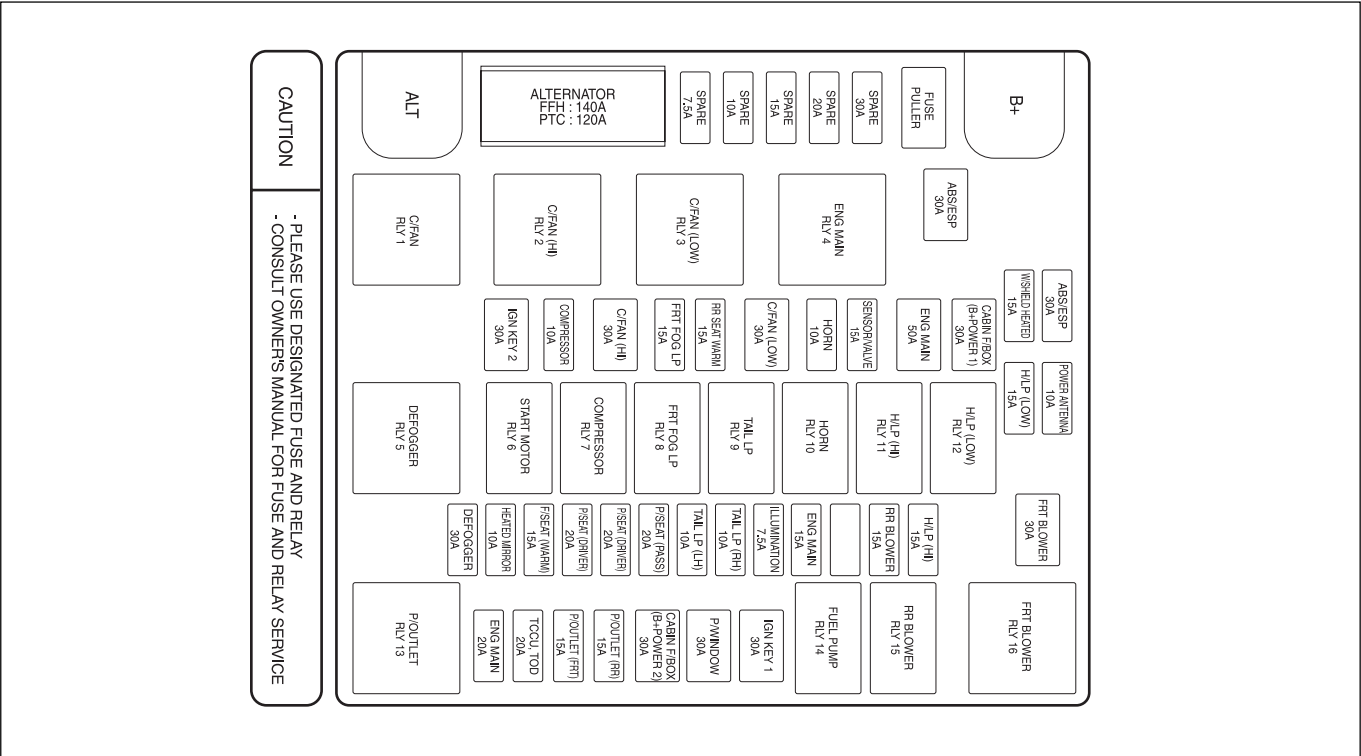 CAUTION
- PLEASE USE DESIGNATED FUSE AND RELAY
- CONSULT OWNER'S MANUAL FOR FUSE AND RELAY SERVICE
ALT
ALTERNATOR
FFH : 140A
PTC : 120A
SPARE
7.5A
SPARE
10A
SPARE
15A
SPARE
20A
SPARE
30A
FUSE
PULLER
B+
C/FAN
RLY 1
C/FAN (HI)
RLY 2
C/FAN (LOW)
RLY 3
ENG MAIN
RLY 4
ABS/ESP
30A
IGN KEY 2
30A
COMPRESSOR
10A
C/FAN (HI)
30A
FRT FOG LP
15A
RR SEAT WARM
15A
C/FAN (LOW)
30A
HORN
10A
SENSOR/VALVE
15A
ENG MAIN
50A
CABIN F/BOX
(B+POWER 1)
30A
W/SHIELD HEATED
15A
ABS/ESP
30A
H/LP (LOW)
15A
POWER ANTENNA
10A
DEFOGGER
RLY 5
START MOTOR
RLY 6
COMPRESSOR
RLY 7
FRT FOG LP
RLY 8
TAIL LP
RLY 9
HORN
RLY 10
H/LP (HI)
RLY 11
H/LP (LOW)
RLY 12
DEFOGGER
30A
HEATED MIRROR
10A
F/SEAT (WARM)
15A
P/SEAT (DRIVER)
20A
P/SEAT (DRIVER)
20A
P/SEAT (PASS)
20A
TAIL LP (LH)
10A
TAIL LP (RH)
10A
ILLUMINATION
7.5A
ENG MAIN
15A
RR BLOWER
15A
H/LP (HI)
15A
FRT BLOWER
30A
P/OUTLET
RLY 13
ENG MAIN
20A
TCCU, TOD
20A
P/OUTLET (FRT)
15A
P/OUTLET (RR)
15A
CABIN F/BOX
(B+POWER 2)
30A
P/WINDOW
30A
IGN KEY 1
30A
FUEL PUMP
RLY 14
RR BLOWER
RLY 15
FRT BLOWER
RLY 16